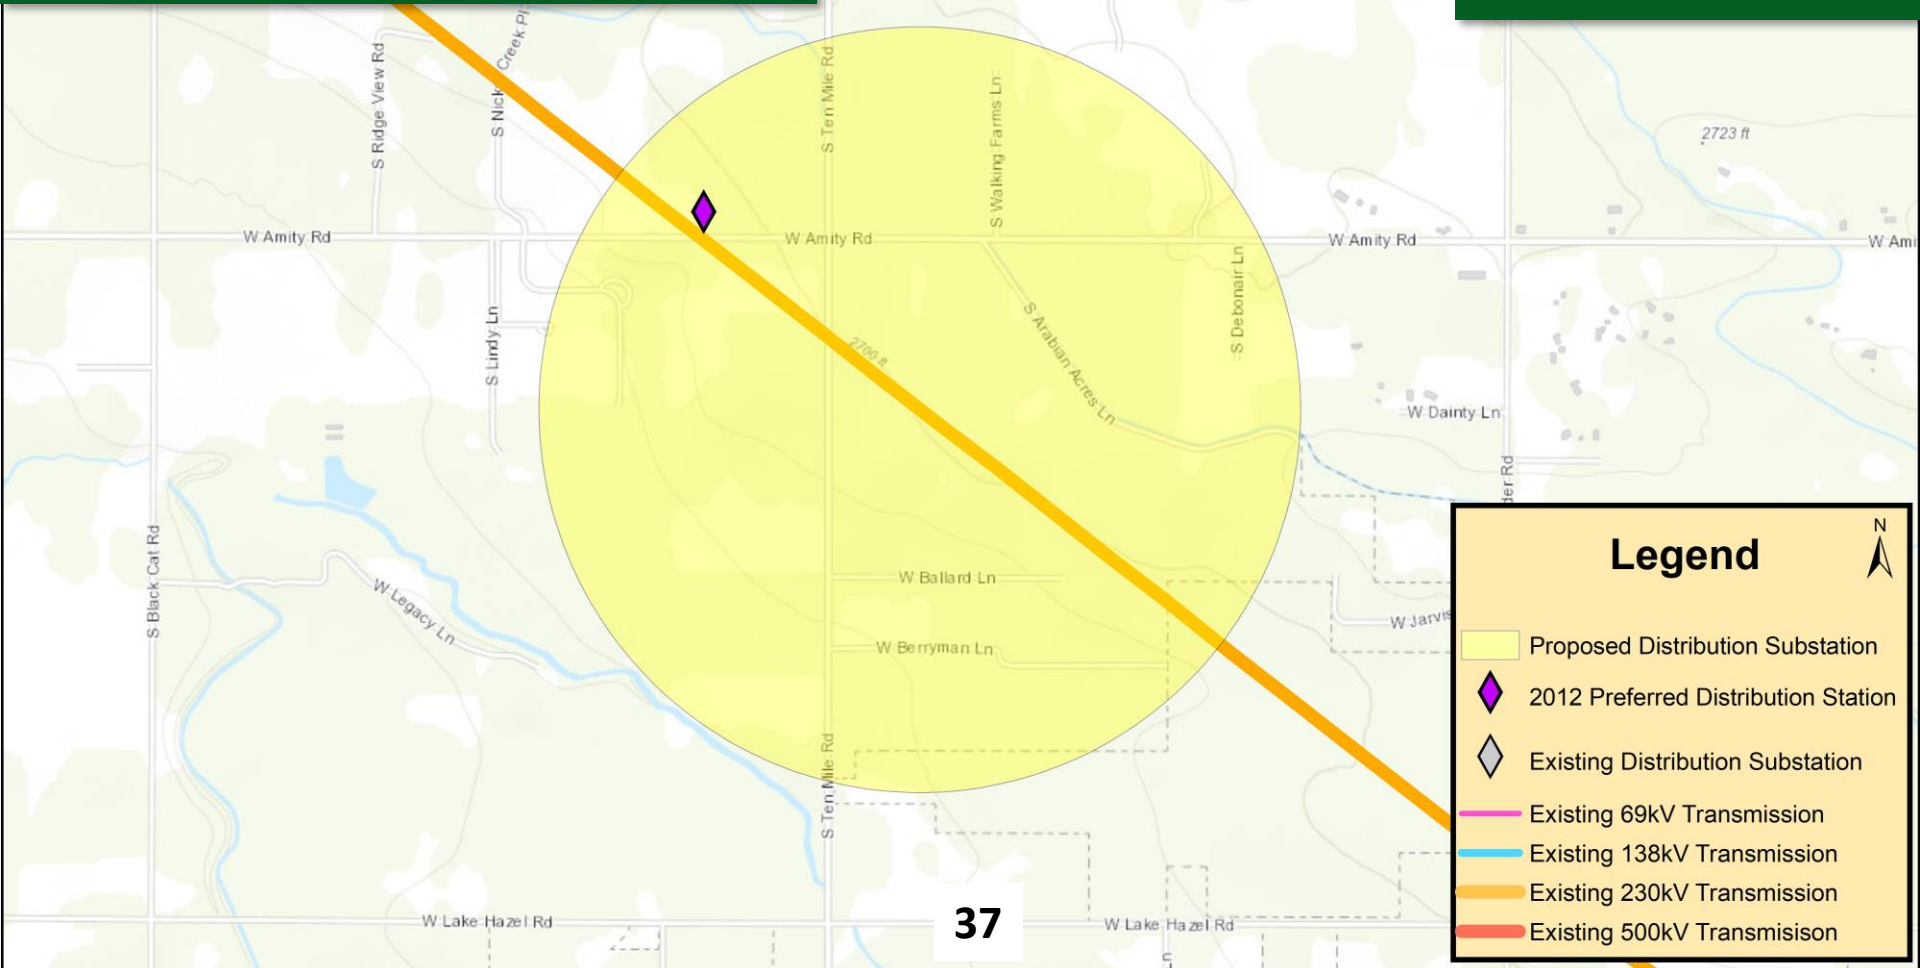 S Ridge View Rd
S Nick
Creek Pl
S Ten Mile Rd
S Walking Farms Ln
2723 ft
W Amity Rd
W Amity Rd
W Amity Rd
W Ami
S Debonair Ln
S Lindy Ln
2700 ft
S Arabian Acres Ln
W Dainty Ln
der Rd
S Black Cat Rd
W Legacy Ln
W Ballard Ln
W Berryman Ln
W Jarvis
S Ten Mile Rd
W Lake Hazel Rd
37
W Lake Hazel Rd
Ln
N
Legend
Proposed Distribution Substation
2012 Preferred Distribution Station
Existing Distribution Substation
Existing 69kV Transmission
Existing 138kV Transmission
Existing 230kV Transmission
Existing 500kV Transmisison